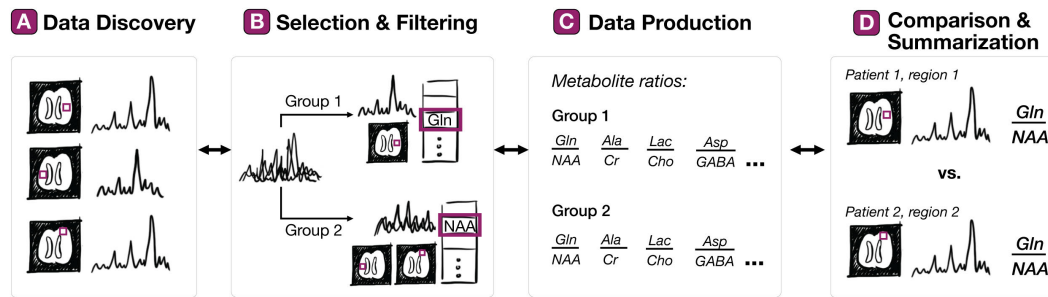 A Data Discovery
B Selection & Filtering
Group 1
Gln
Group 2
NAA
C Data Production
Metabolite ratios:
Group 1
Gln Ala Lac Asp
NAA Cr Cho GABA ...
Group 2
Gln Ala Lac Asp
NAA Cr Cho GABA ...
D Comparison &
Summarization
Patient 1, region 1
Gln
NAA
vs.
Patient 2, region 2
Gln
NAA